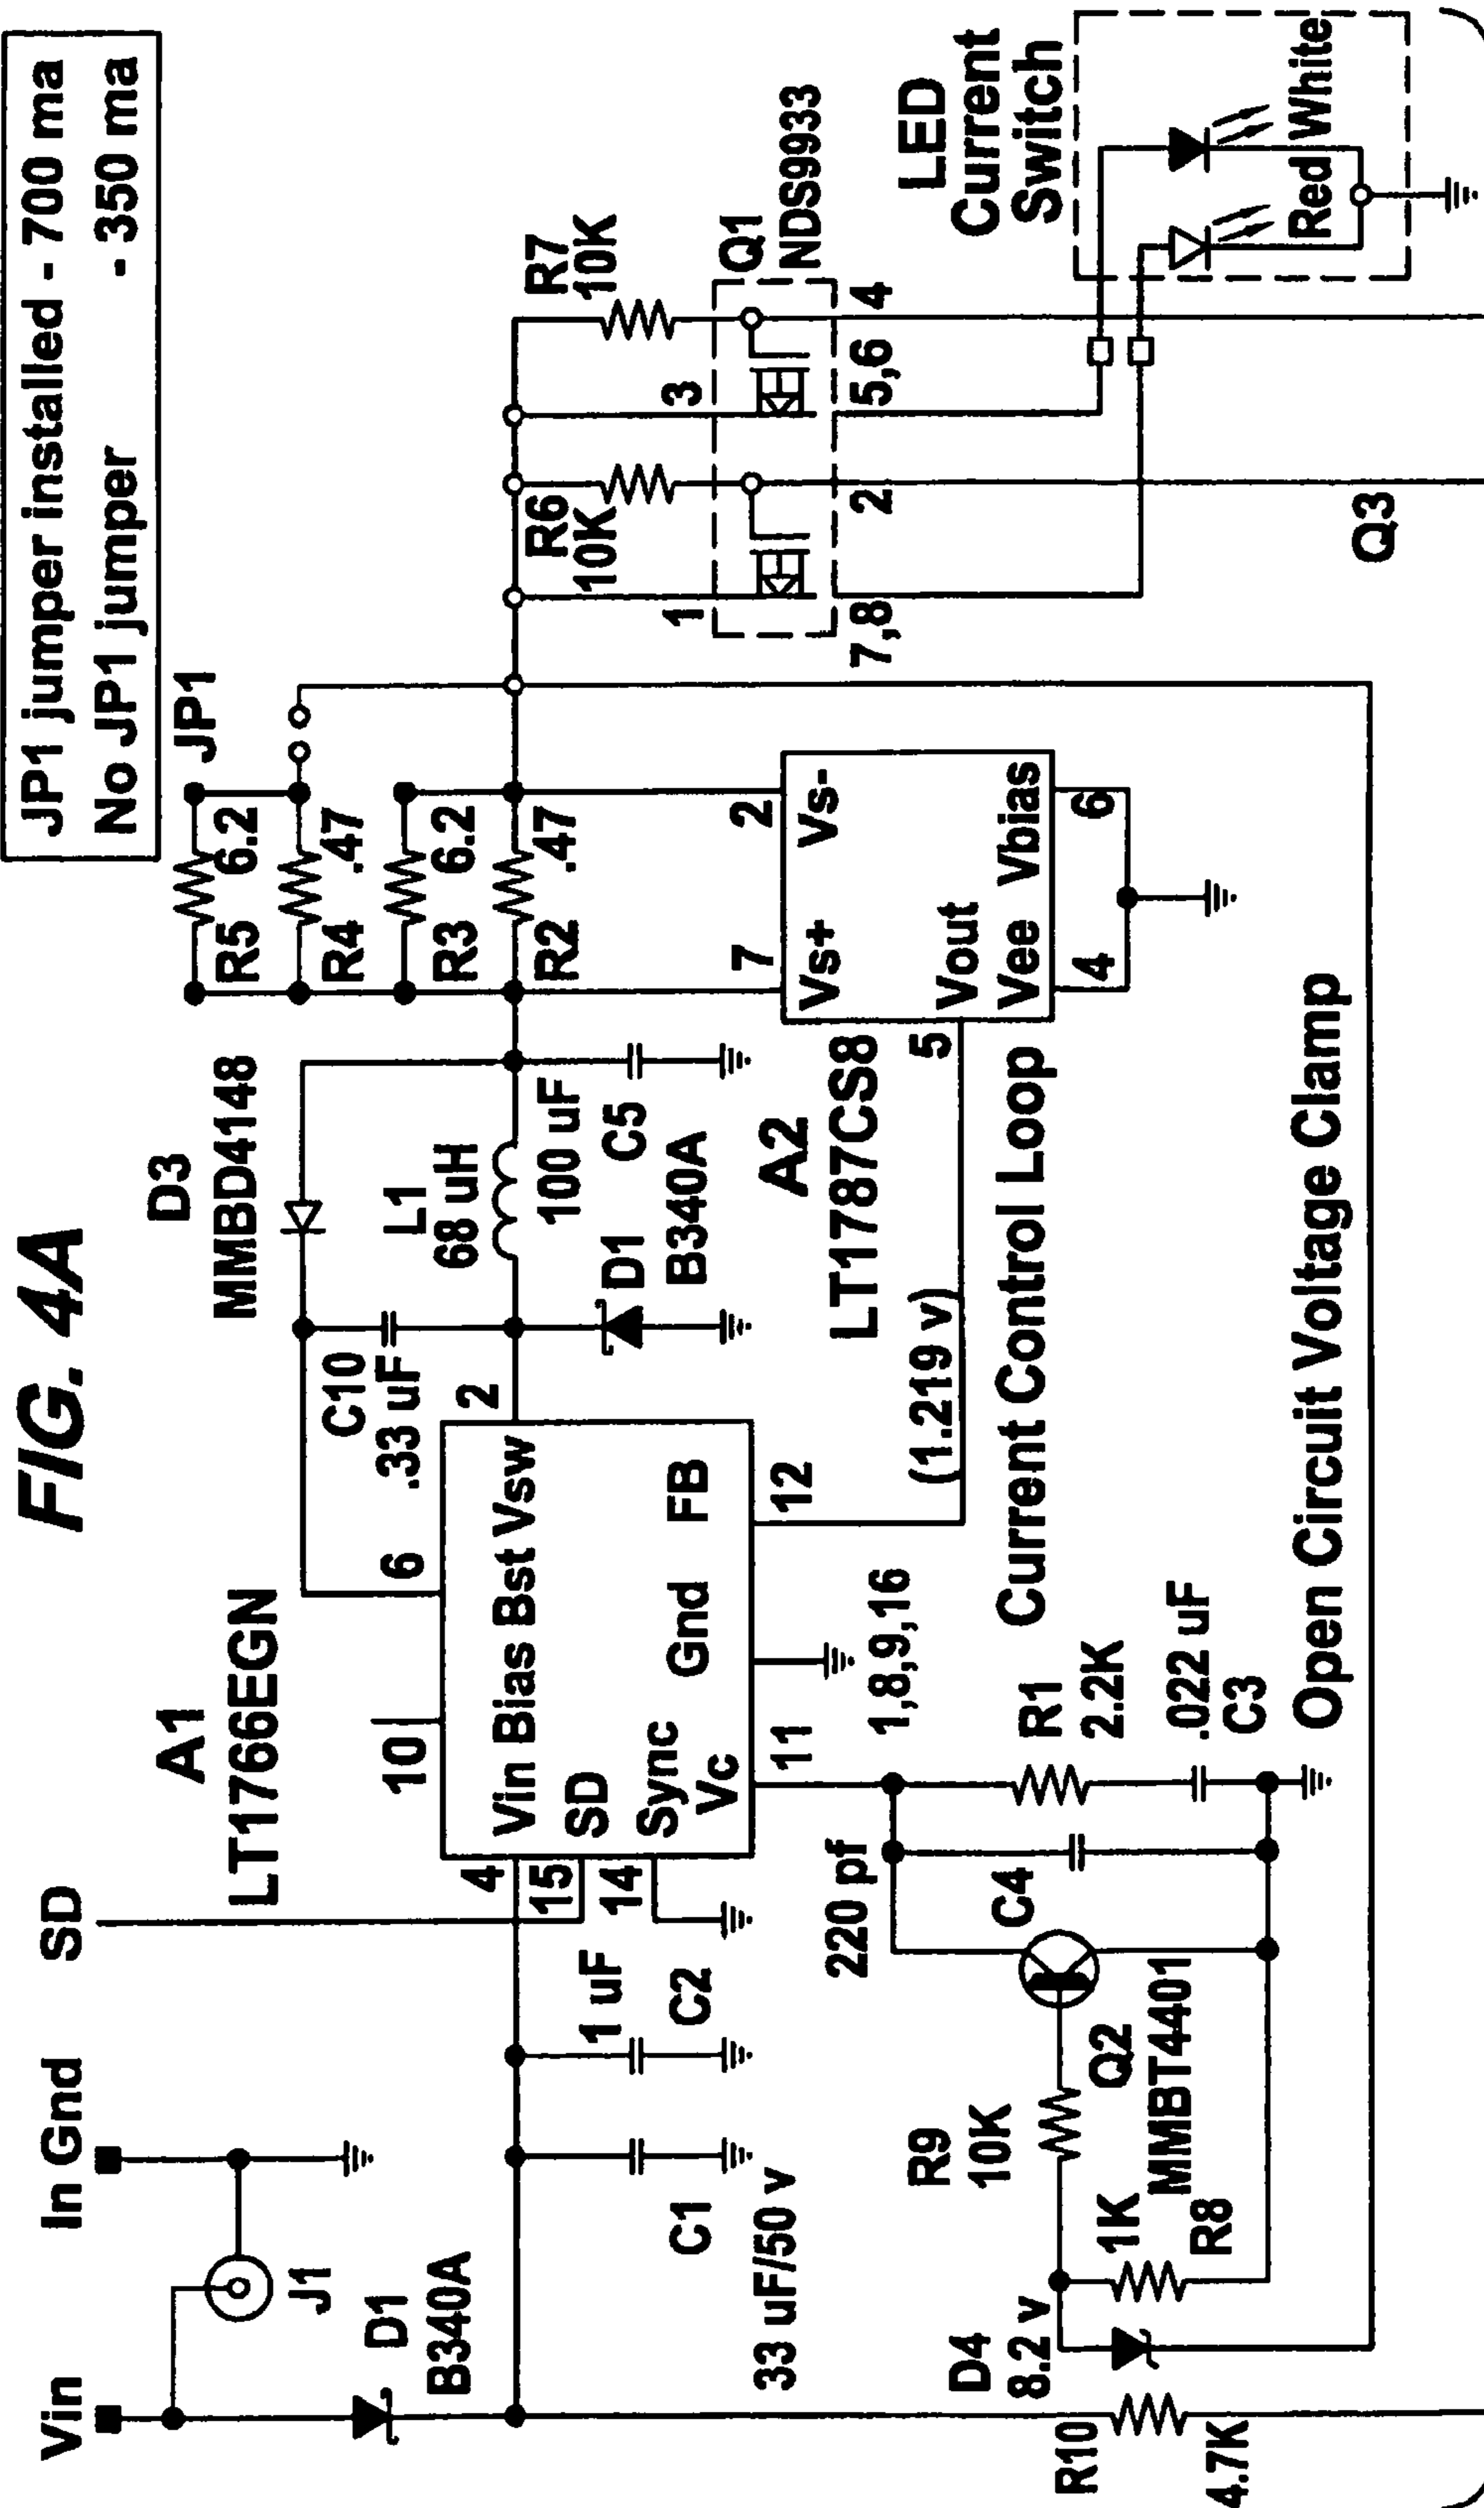 FIG. 4A
JP1 jumper installed - 700 ma
No JP1 jumper - 350 ma
Vin
In Gnd
SD
J1
D1
B340A
A1
LT1766EGN
D3
MMBD4148
JP1
R5
6.2
R4
.47
R3
6.2
R2
.47
10
6
C10
.33 uF
2
L1
68 uH
100 uF
C5
D1
B340A
4
15
14
Vin Bias Bst Vsw
SD
Sync
Gnd
FB
Vc
11
12
1,8,9,16
1 uF
C2
C1
33 uF/50 v
A2
LT1787CS8
7
2
Vs+
Vs-
5
Vout
Vee
Vbias
4
6
(1.219 v)
Current Control Loop
Open Circuit Voltage Clamp
R6
10K
R7
10K
1
3
Q1
NDS9933
7,8
2
5,6
4
LED
Current
Switch
Red
White
Q3
220 pf
C4
R1
2.2K
.022 uF
C3
R9
10K
Q2
MMBT4401
1K
R8
D4
8.2 v
R10
4.7K